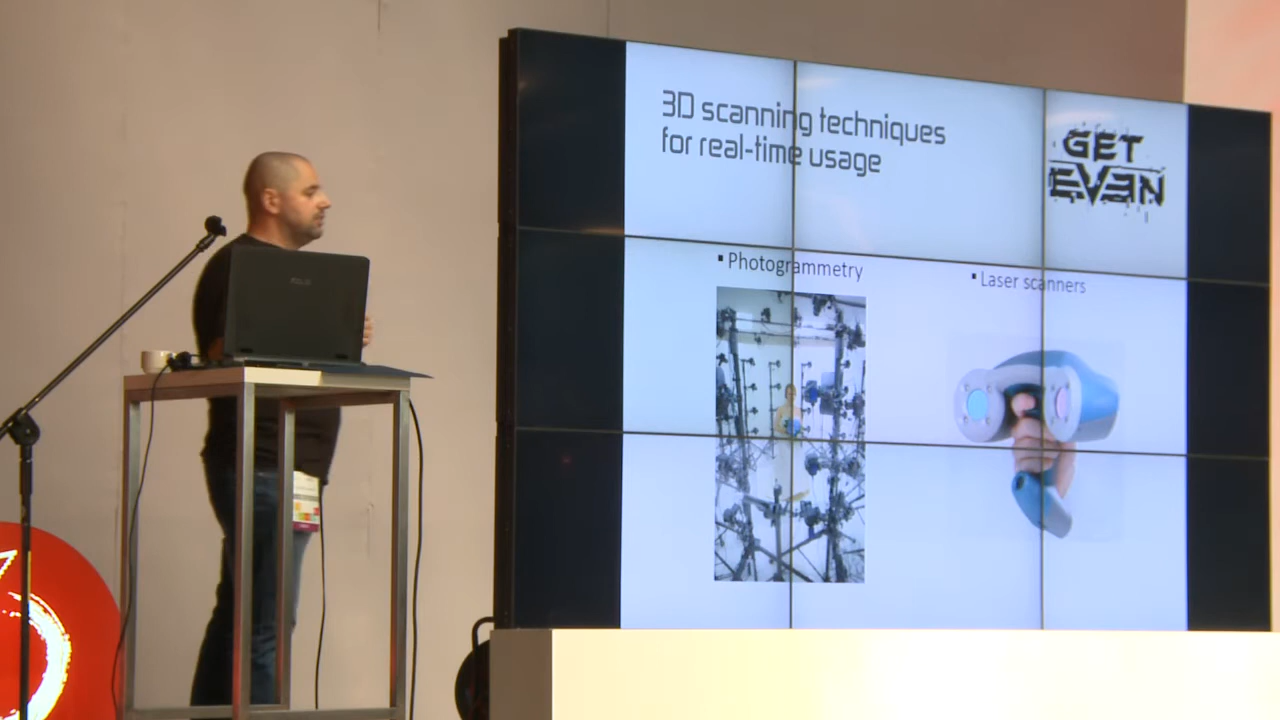 3D scanning techniques
for real-time usage
GET
EVEN
▪ Photogrammetry
▪ Laser scanners